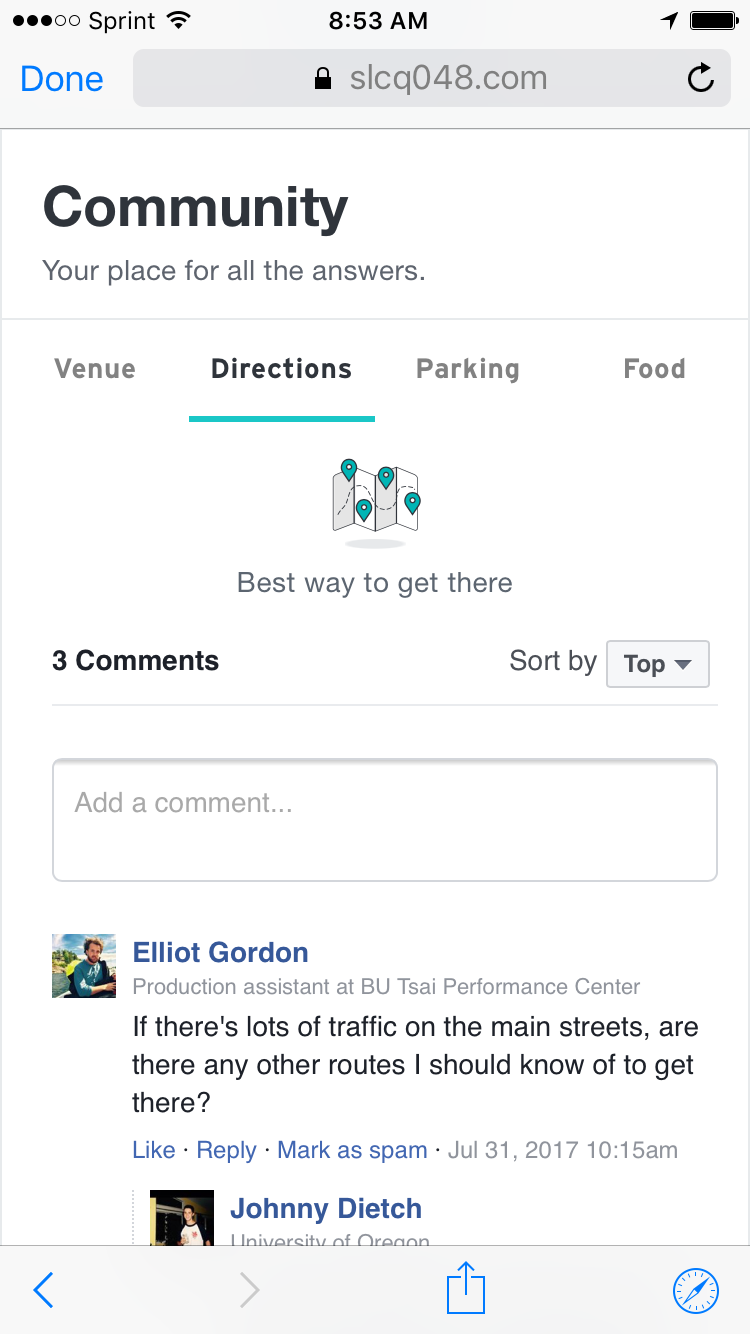 Sprint 8:53 AM
Done slcq048.com
Community
Your place for all the answers.
Venue Directions Parking Food
Best way to get there
3 Comments Sort by Top
Add a comment...
Elliot Gordon
Production assistant at BU Tsai Performance Center
If there's lots of traffic on the main streets, are
there any other routes I should know of to get
there?
Like · Reply · Mark as spam · Jul 31, 2017 10:15am
Johnny Dietch
University of Oregon